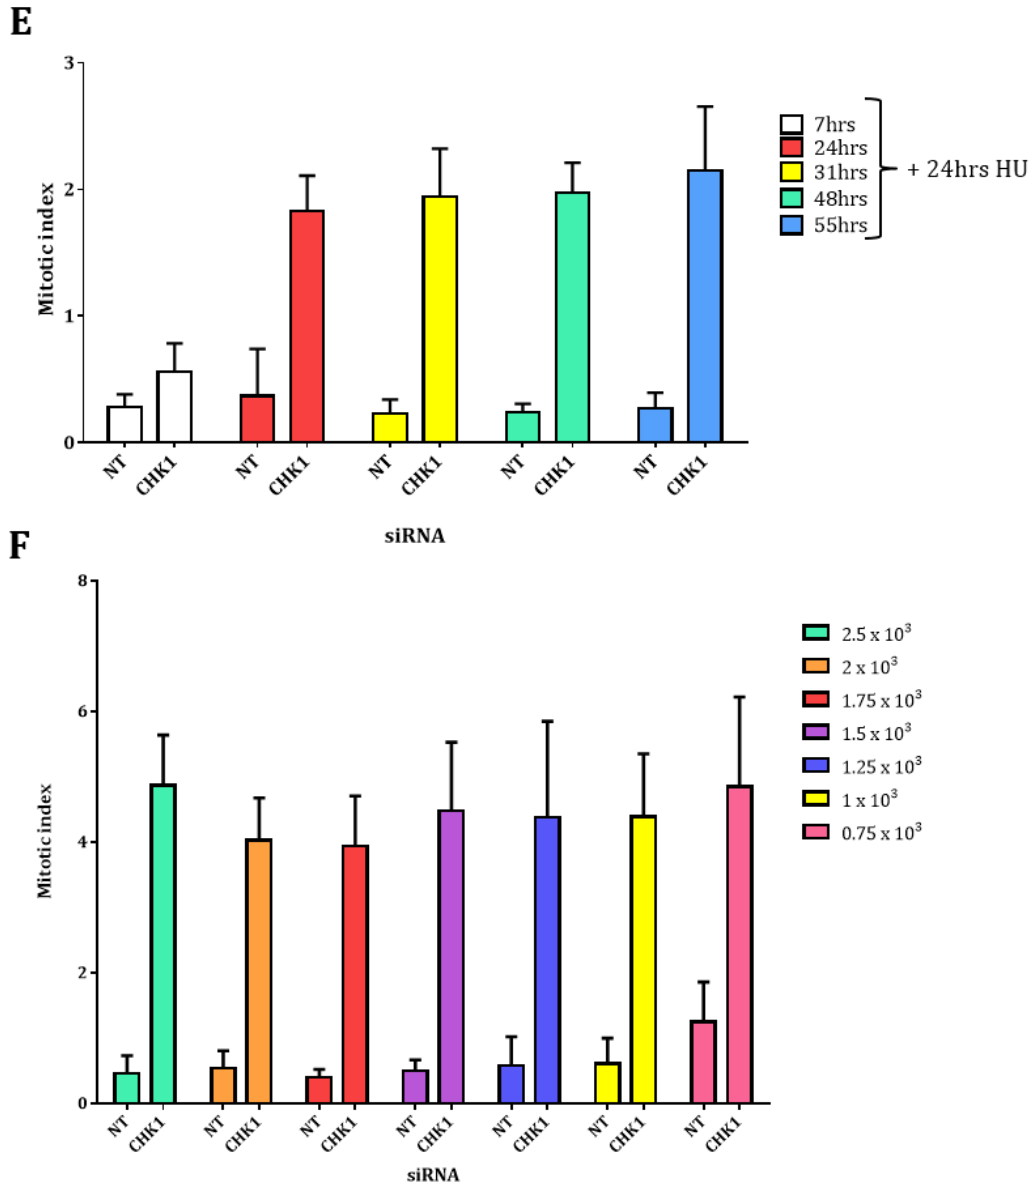 E
3
2
1
0
Mitotic index
7hrs
24hrs
31hrs
48hrs
55hrs
+ 24hrs HU
NT CHK1 NT CHK1 NT CHK1 NT CHK1 NT CHK1
siRNA
F
8
6
4
2
0
Mitotic index
2.5 x 10³
2 x 10³
1.75 x 10³
1.5 x 10³
1.25 x 10³
1 x 10³
0.75 x 10³
NT CHK1 NT CHK1 NT CHK1 NT CHK1 NT CHK1 NT CHK1 NT CHK1
siRNA